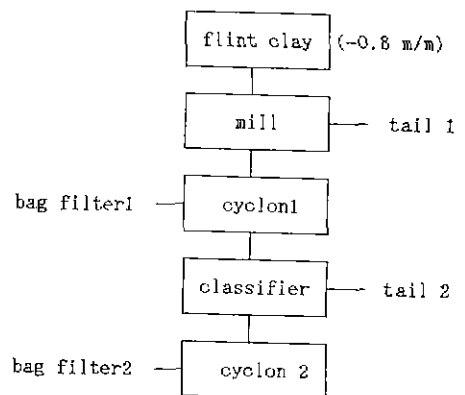 flint clay (-0.8 m/m)
mill
tail 1
bag filter1
cyclon1
classifier
tail 2
bag filter2
cyclon 2